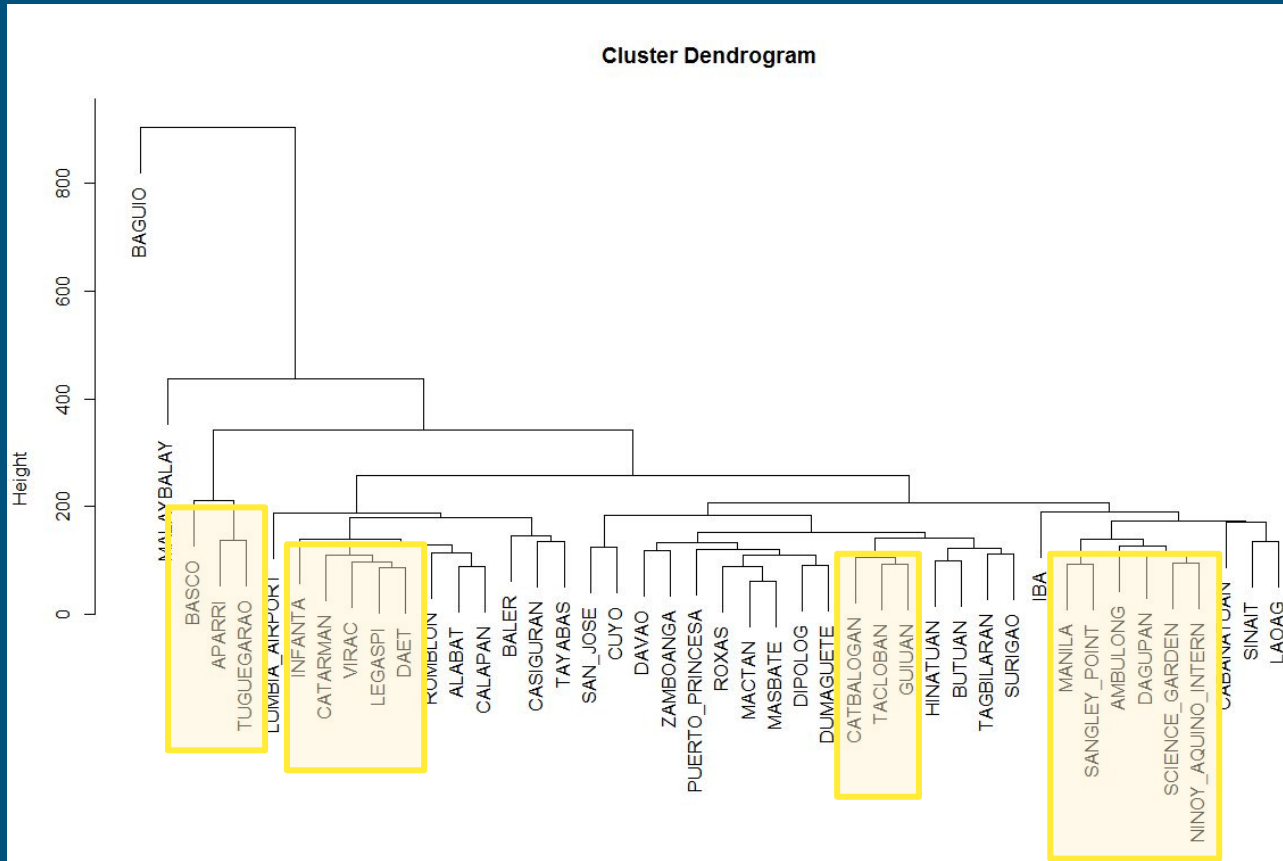 Cluster Dendrogram
Height
800
600
400
200
0
BAGUIO
MALAYBALAY
BASCO
APARRI
TUGUEGARAO
LUMBIA_AIRPORT
INFANTA
CATARMAN
VIRAC
LEGASPI
DAET
ROMBLON
ALABAT
CALAPAN
BALER
CASIGURAN
TAYABAS
SAN_JOSE
CUYO
DAVAO
ZAMBOANGA
PUERTO_PRINCESA
ROXAS
MACTAN
MASBATE
DIPOLOG
DUMAGUETE
CATBALOGAN
TACLOBAN
GUIUAN
HINATUAN
BUTUAN
TAGBILARAN
SURIGAO
IBA
MANILA
SANGLEY_POINT
AMBULONG
DAGUPAN
SCIENCE_GARDEN
NINOY_AQUINO_INTERN
CABANATUAN
SINAIT
LAOAG